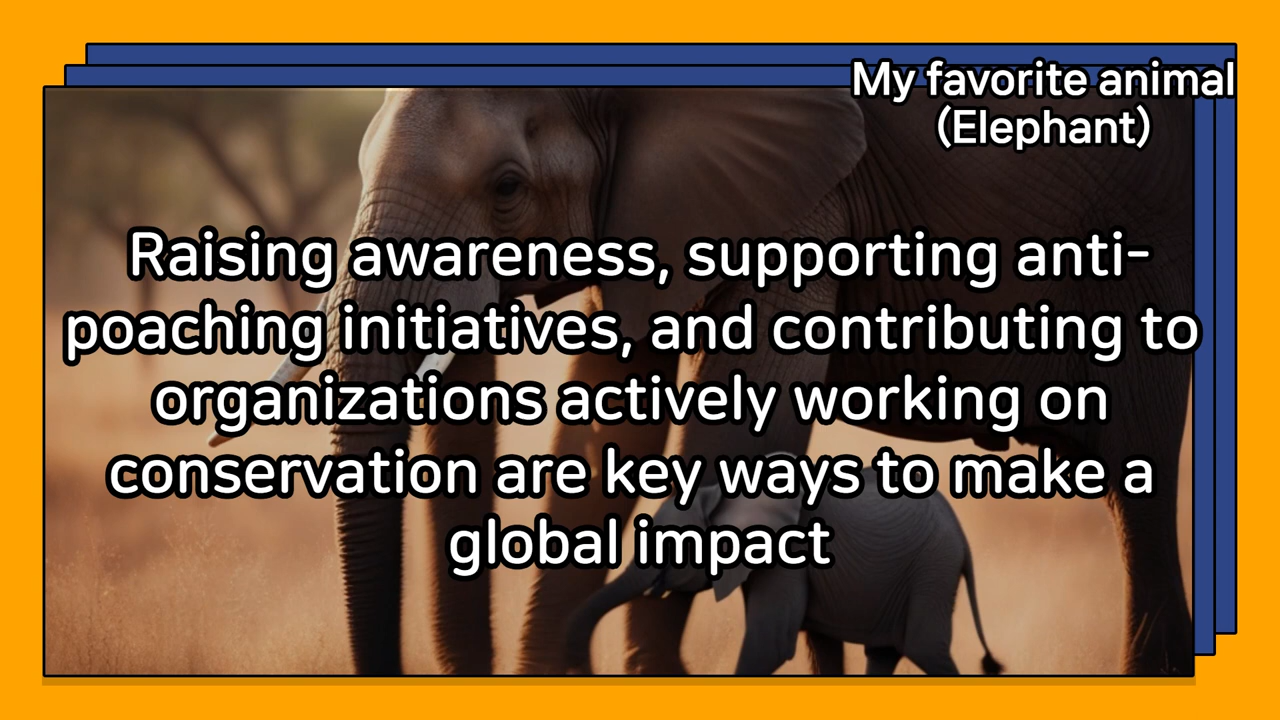 My favorite animal
(Elephant)
Raising awareness, supporting anti-
poaching initiatives, and contributing to
organizations actively working on
conservation are key ways to make a
global impact